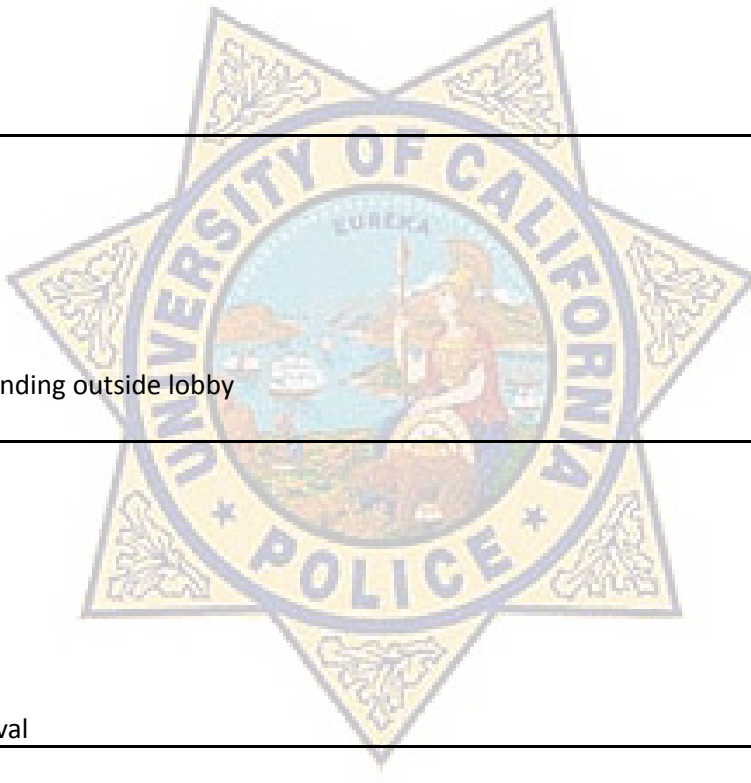 UNIVERSITY OF CALIFORNIA
EUREKA
nding outside lobby
POLICE
val